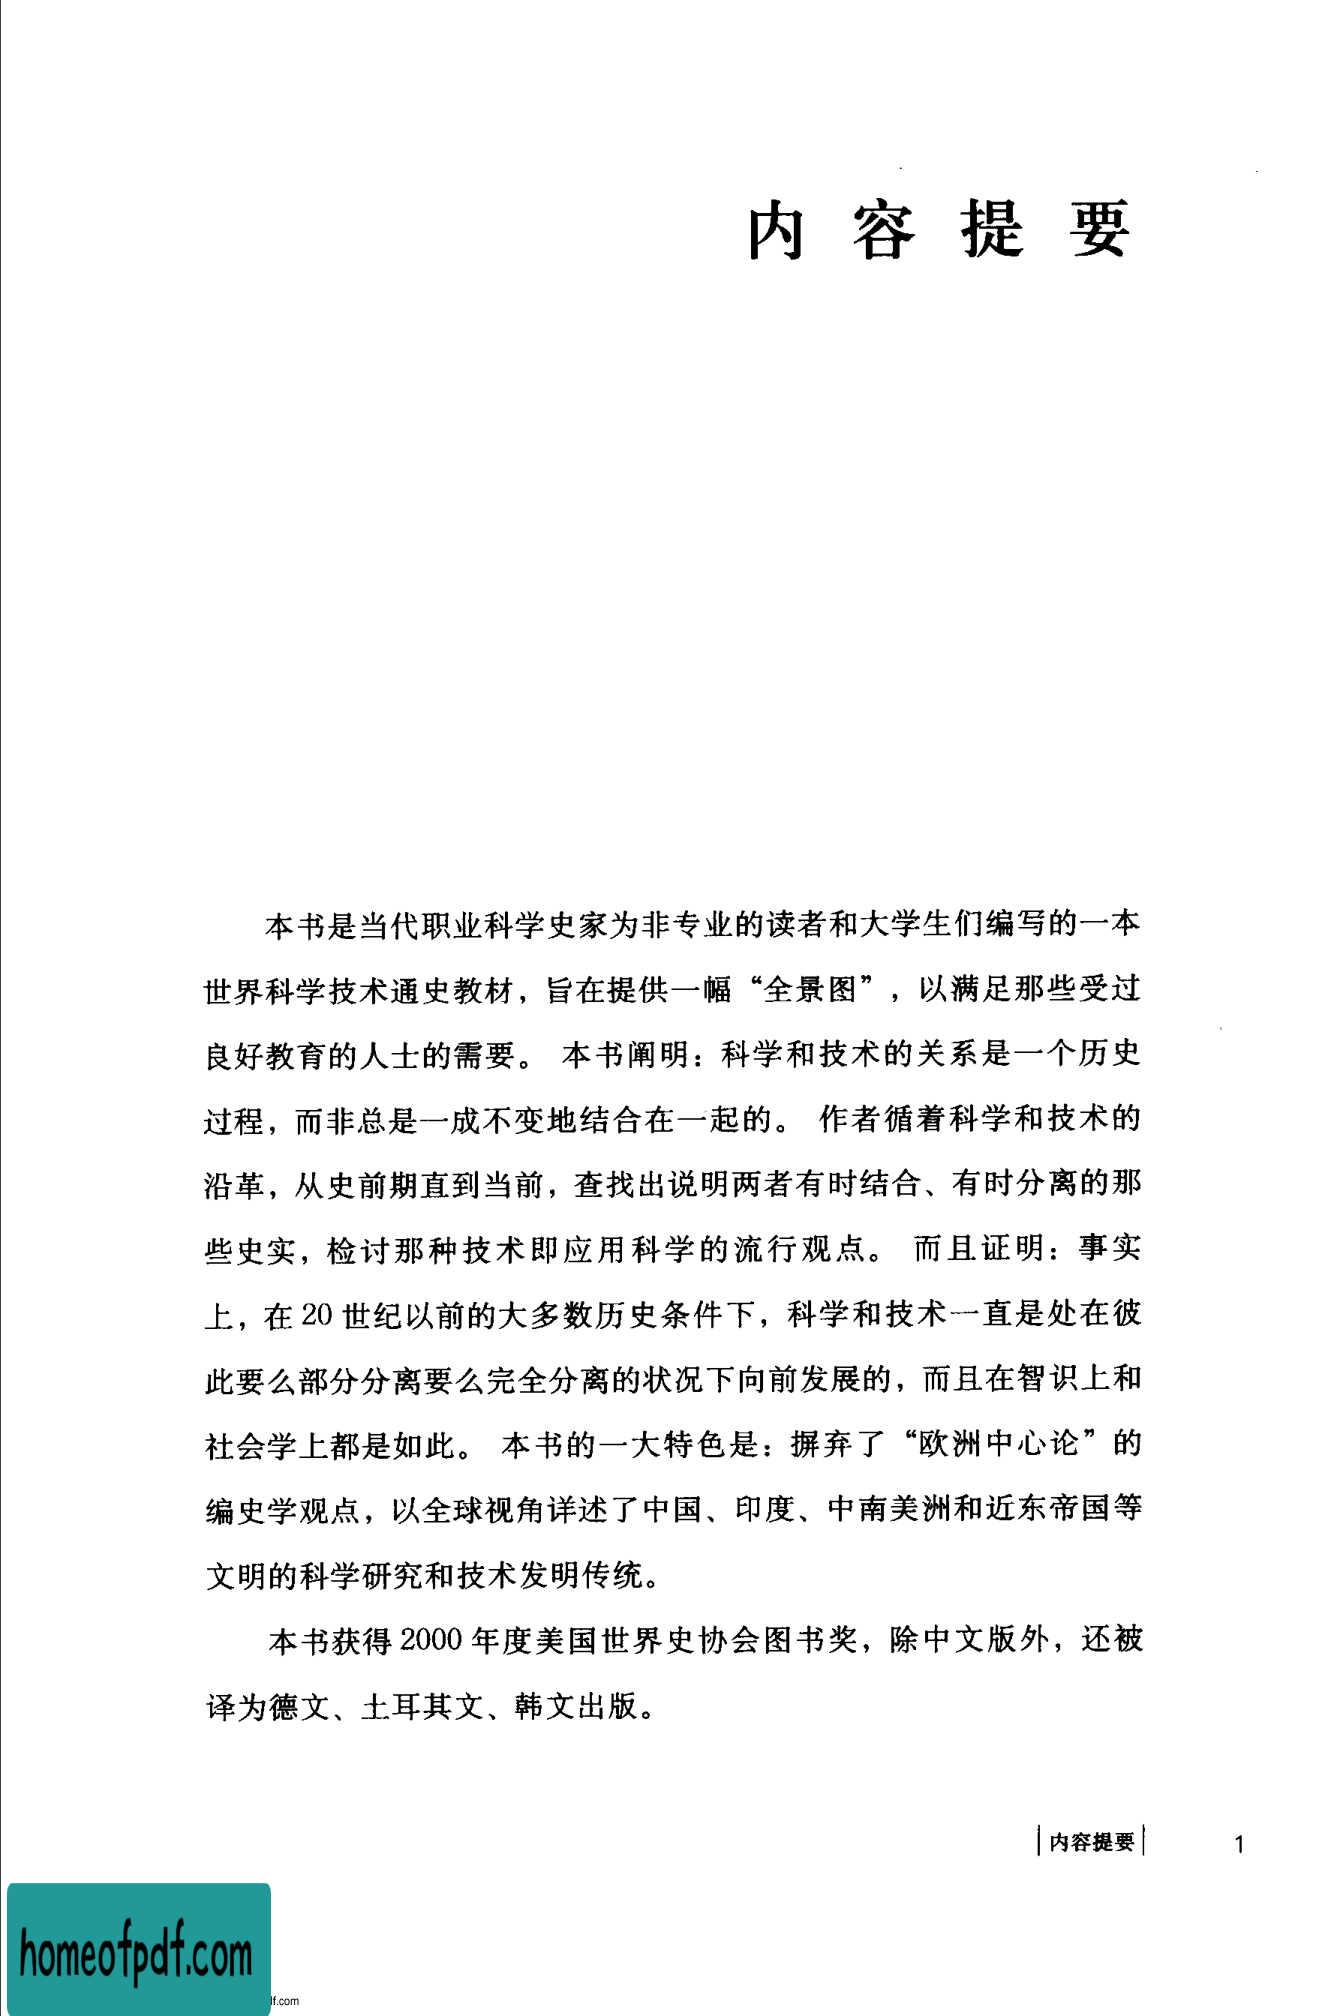 内容提要
本书是当代职业科学史家为非专业的读者和大学生们编写的一本
世界科学技术通史教材，旨在提供一幅“全景图”，以满足那些受过
良好教育的人士的需要。 本书阐明：科学和技术的关系是一个历史
过程，而非总是一成不变地结合在一起的。 作者循着科学和技术的
沿革，从史前期直到当前，查找出说明两者有时结合、有时分离的那
些史实，检讨那种技术即应用科学的流行观点。 而且证明：事实
上，在 20 世纪以前的大多数历史条件下，科学和技术一直是处在彼
此要么部分分离要么完全分离的状况下向前发展的，而且在智识上和
社会学上都是如此。 本书的一大特色是：摒弃了“欧洲中心论”的
编史学观点，以全球视角详述了中国、印度、中南美洲和近东帝国等
文明的科学研究和技术发明传统。
本书获得 2000 年度美国世界史协会图书奖，除中文版外，还被
译为德文、土耳其文、韩文出版。
内容提要 1
homeofpdf.com
lf.com